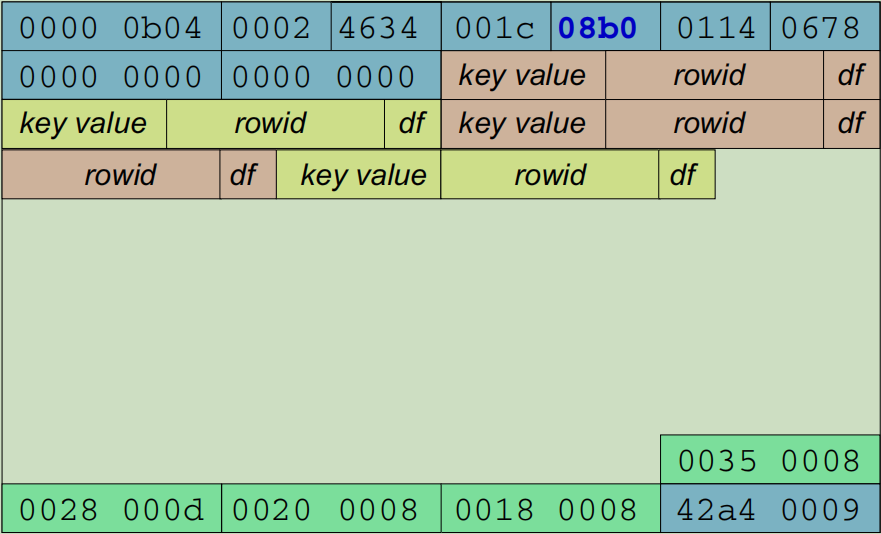 0000 0b04 0002 4634 001c 08b0 0114 0678
0000 0000 0000 0000 key value rowid df
key value rowid df key value rowid df
rowid df key value rowid df
0035 0008
0028 000d 0020 0008 0018 0008 42a4 0009